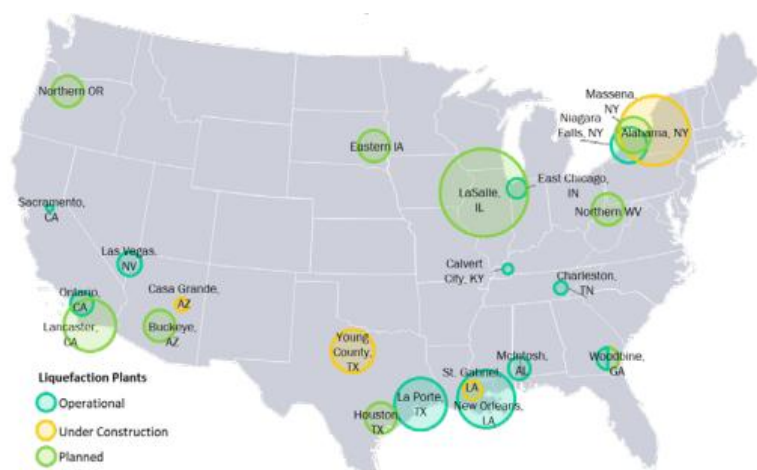 Northern OR
Massena,
NY
Niagara
Falls, NY
Alabama, NY
Eastern IA
LaSalle,
IL
East Chicago,
IN
Sacramento,
CA
Northern WV
Las Vegas,
NV
Calvert
City, KY
Charleston,
TN
Ontario,
CA
Casa Grande,
AZ
Lancaster,
CA
Buckeye,
AZ
Young
County,
TX
McIntosh,
AL
Woodbine,
GA
St. Gabriel,
LA
La Porte,
TX
New Orleans,
LA
Houston,
TX
Liquefaction Plants
Operational
Under Construction
Planned